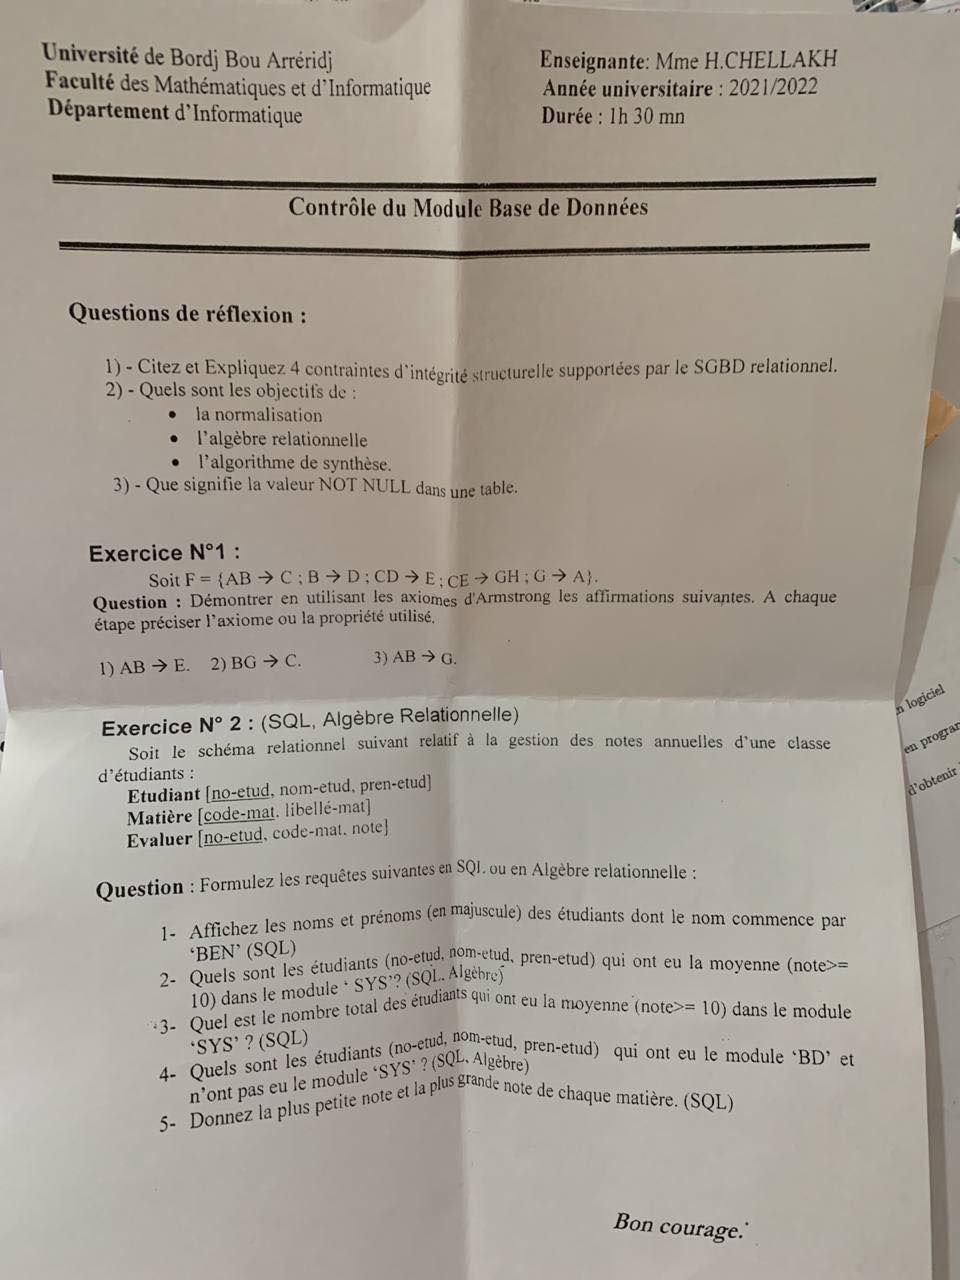 Université de Bordj Bou Arréridj
Faculté des Mathématiques et d'Informatique
Département d'Informatique
Enseignante: Mme H.CHELLAKH
Année universitaire : 2021/2022
Durée : 1h 30 mn
Contrôle du Module Base de Données
Questions de réflexion :
1) - Citez et Expliquez 4 contraintes d'intégrité structurelle supportées par le SGBD relationnel.
2) - Quels sont les objectifs de :
• la normalisation
• l'algèbre relationnelle
• l'algorithme de synthèse.
3) - Que signifie la valeur NOT NULL dans une table.
Exercice N°1 :
Soit F = {AB → C ; B → D ; CD → E ; CE → GH ; G → A}.
Question : Démontrer en utilisant les axiomes d'Armstrong les affirmations suivantes. A chaque
étape préciser l'axiome ou la propriété utilisé.
1) AB → E. 2) BG → C. 3) AB → G.
Exercice N° 2 : (SQL, Algèbre Relationnelle)
Soit le schéma relationnel suivant relatif à la gestion des notes annuelles d'une classe
d'étudiants :
Etudiant [no-etud, nom-etud, pren-etud]
Matière [code-mat. libellé-mat]
Evaluer [no-etud, code-mat. note]
Question : Formulez les requêtes suivantes en SQL ou en Algèbre relationnelle :
1- Affichez les noms et prénoms (en majuscule) des étudiants dont le nom commence par
'BEN' (SQL)
2- Quels sont les étudiants (no-etud, nom-etud, pren-etud) qui ont eu la moyenne (note>=
10) dans le module ' SYS'? (SQL. Algèbre)
3- Quel est le nombre total des étudiants qui ont eu la moyenne (note>= 10) dans le module
'SYS' ? (SQL)
4- Quels sont les étudiants (no-etud, nom-etud, pren-etud) qui ont eu le module 'BD' et
n'ont pas eu le module 'SYS' ? (SQL, Algèbre)
5- Donnez la plus petite note et la plus grande note de chaque matière. (SQL)
Bon courage.
n logiciel
en progra
d'obtenir